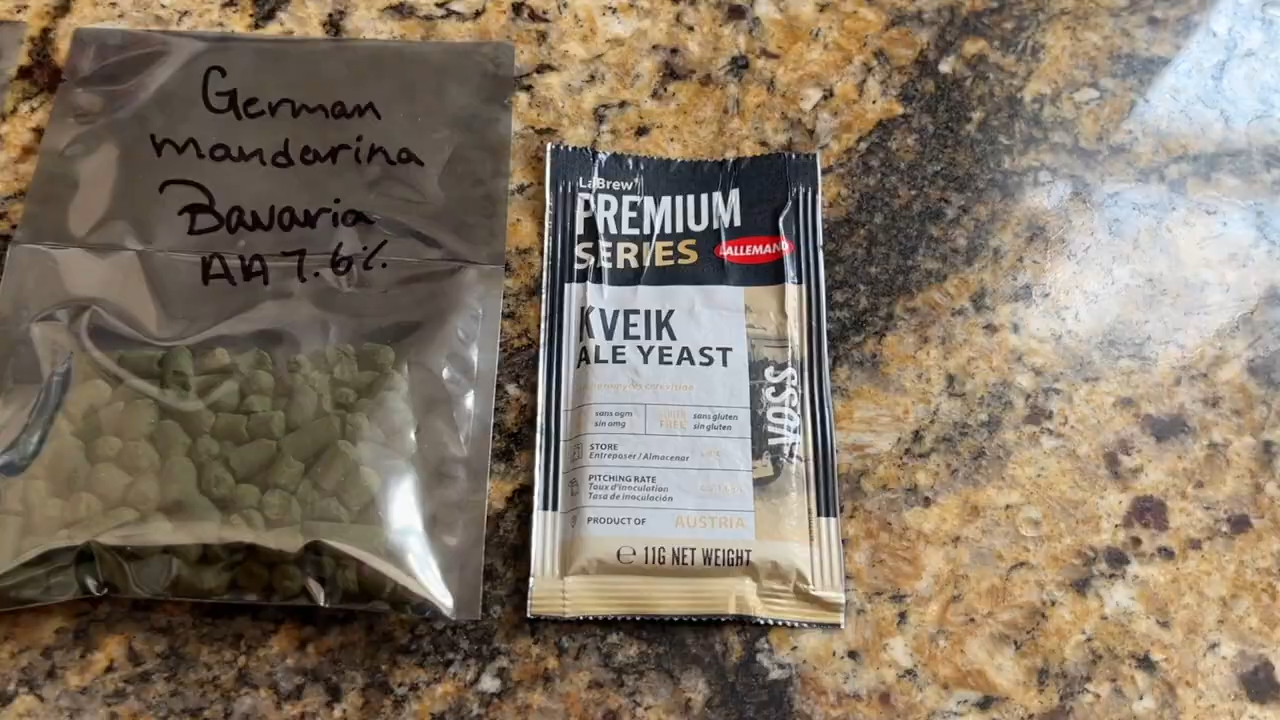 German
Mandarina
Bavaria
AA 7.6%
LaBrew
PREMIUM
SERIES
LALLEMAND
KVEIK
ALE YEAST
VOSS
sans ogm
sin omg
sans gluten
sin gluten
STORE
Entreposer / Almacenar
PITCHING RATE
Taux d'inoculation
Tasa de inoculación
PRODUCT OF AUSTRIA
e 11G NET WEIGHT